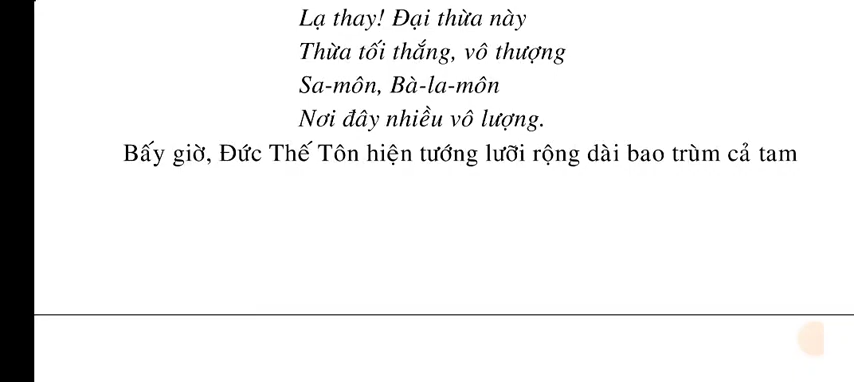 Lạ thay! Đại thừa này
Thừa tối thắng, vô thượng
Sa-môn, Bà-la-môn
Nơi đây nhiều vô lượng.
Bấy giờ, Đức Thế Tôn hiện tướng lưỡi rộng dài bao trùm cả tam